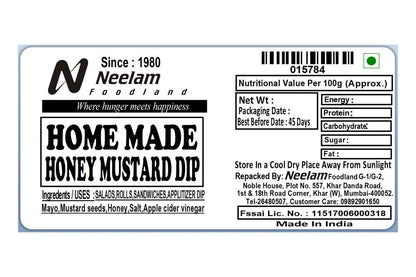 Since : 1980
Neelam
Foodland
Where hunger meets happiness
HOME MADE
HONEY MUSTARD DIP
Ingedients / USES :SALADS,ROLLS,SANDWICHES,APPLITIZER DIP
Mayo,Mustard seeds,Honey,Salt,Apple cider vinegar
015784
Nutritional Value Per 100g (Approx.)
Net Wt :
Packaging Date :
Best Before Date : 45 Days
Energy :
Protein :
Carbohydrate :
Sugar :
Fat :
Store In a Cool Dry Place Away From Sunlight
Repacked By: Neelam Foodland G-1/G-2,
Noble House, Plot No. 557, Khar Danda Road,
1st & 18th Road Corner, Khar (W), Mumbai-400052.
Tel-26480507, Customer Care: 09892901650
Fssai Lic. No. : 11517006000318
Made In India